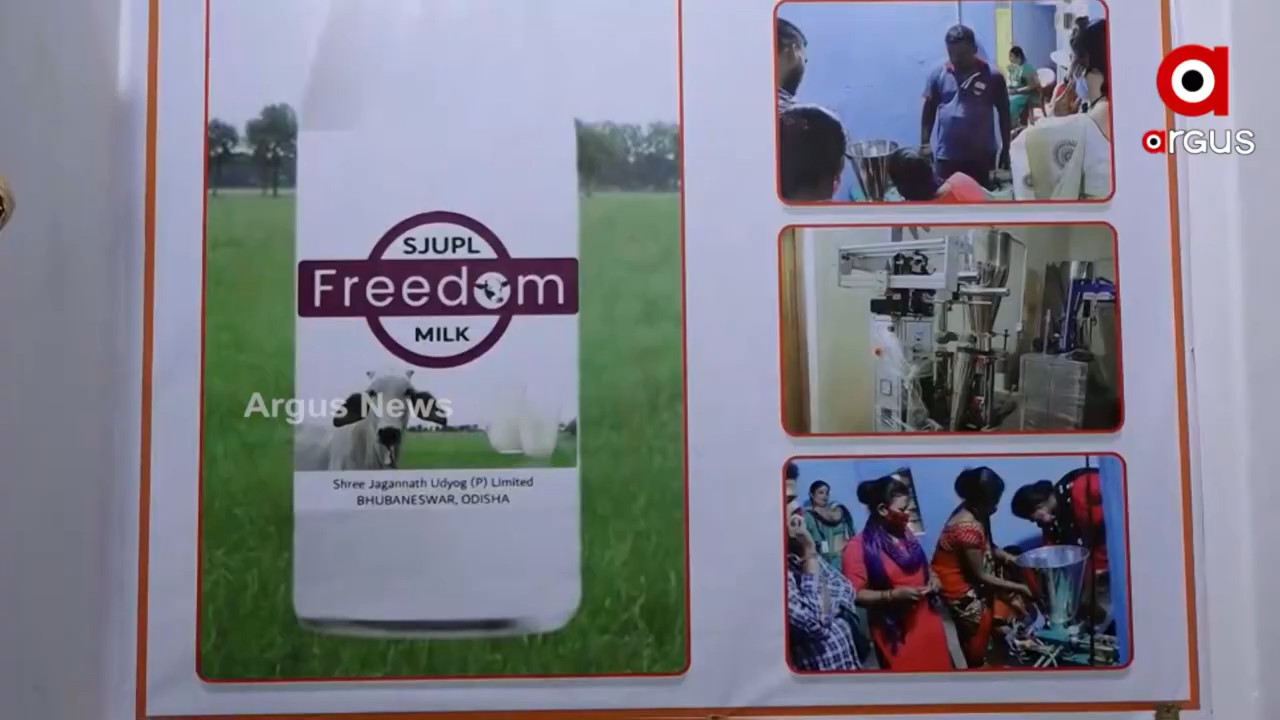 SJUPL
Freedom
MILK
Argus News
Shree Jagannath Udyog (P) Limited
BHUBANESWAR, ODISHA
a
argus